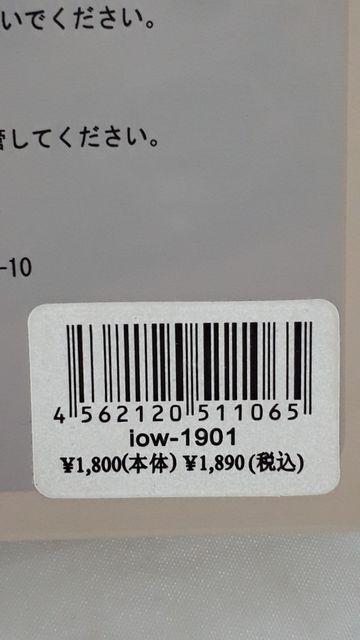 いでください。
管してください。
-10
4 562120 511065
iow-1901
¥1,800(本体) ¥1,890(税込)